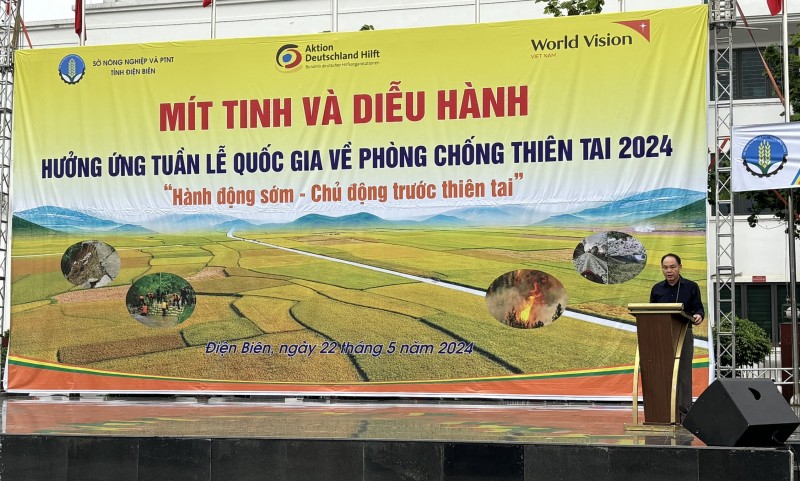 SỞ NÔNG NGHIỆP VÀ PTNT
TỈNH ĐIỆN BIÊN
Aktion
Deutschland Hilft
World Vision
VIỆT NAM
MÍT TINH VÀ DIỄU HÀNH
HƯỞNG ỨNG TUẦN LỄ QUỐC GIA VỀ PHÒNG CHỐNG THIÊN TAI 2024
"Hành động sớm - Chủ động trước thiên tai"
Điện Biên, ngày 22 tháng 5 năm 2024